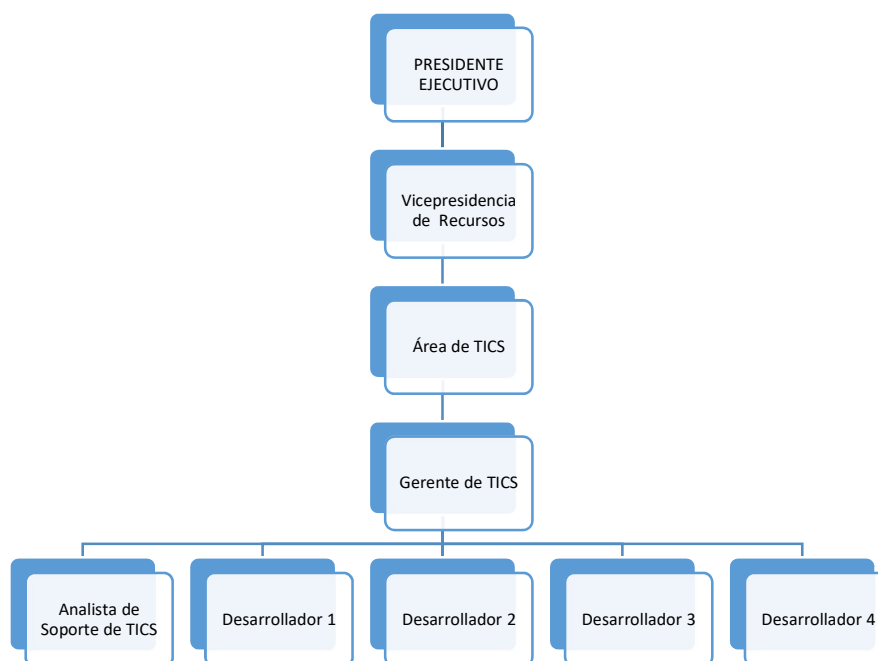 PRESIDENTE
EJECUTIVO
Vicepresidencia
de Recursos
Área de TICS
Gerente de TICS
Analista de
Soporte de TICS
Desarrollador 1
Desarrollador 2
Desarrollador 3
Desarrollador 4